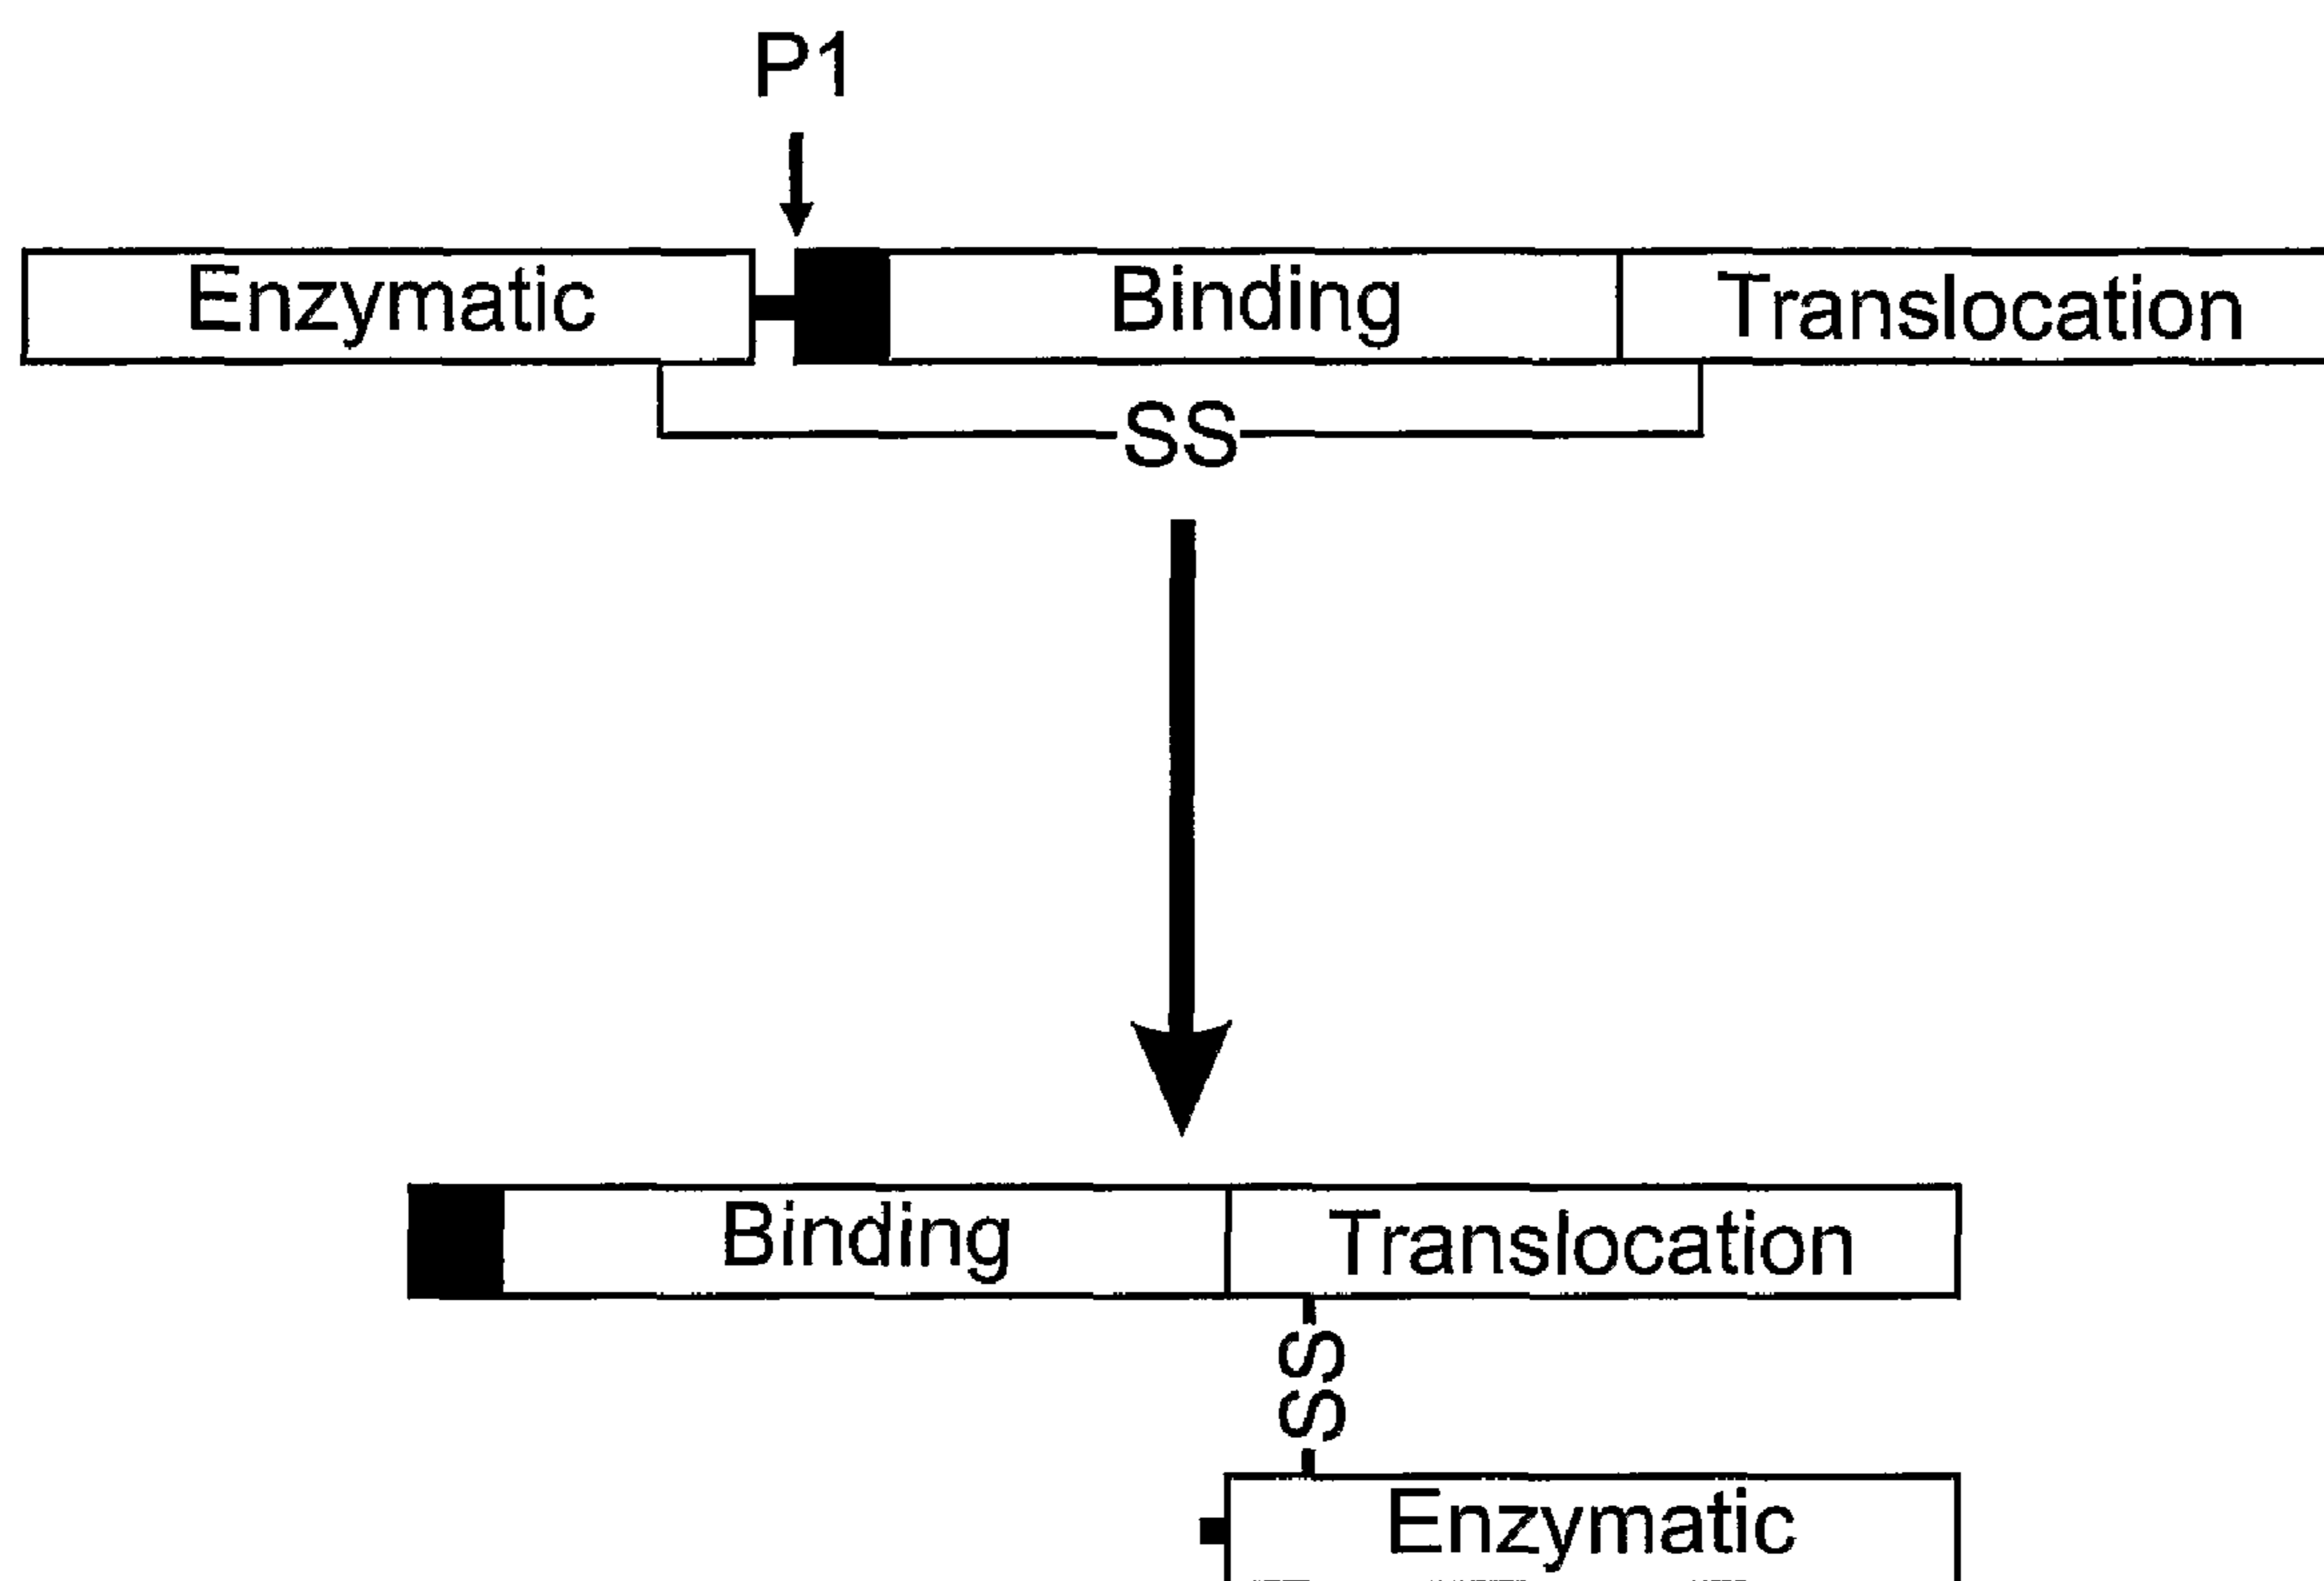 P1
Enzymatic Binding Translocation
SS
Binding Translocation
SS
Enzymatic